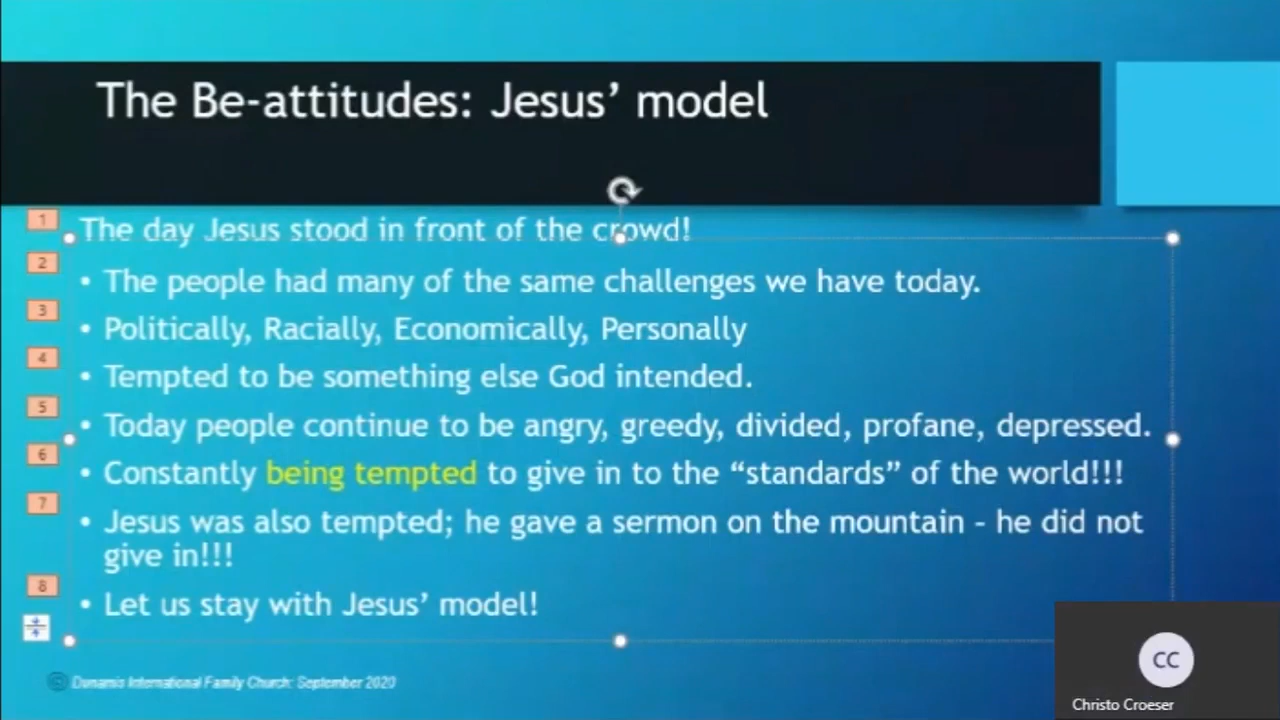 The Be-attitudes: Jesus’ model
1
The day Jesus stood in front of the crowd!
2
• The people had many of the same challenges we have today.
3
• Politically, Racially, Economically, Personally
4
• Tempted to be something else God intended.
5
• Today people continue to be angry, greedy, divided, profane, depressed.
6
• Constantly being tempted to give in to the “standards” of the world!!!
7
• Jesus was also tempted; he gave a sermon on the mountain – he did not
give in!!!
8
• Let us stay with Jesus’ model!
© Dunamis International Family Church: September 2020
CC
Christo Croeser